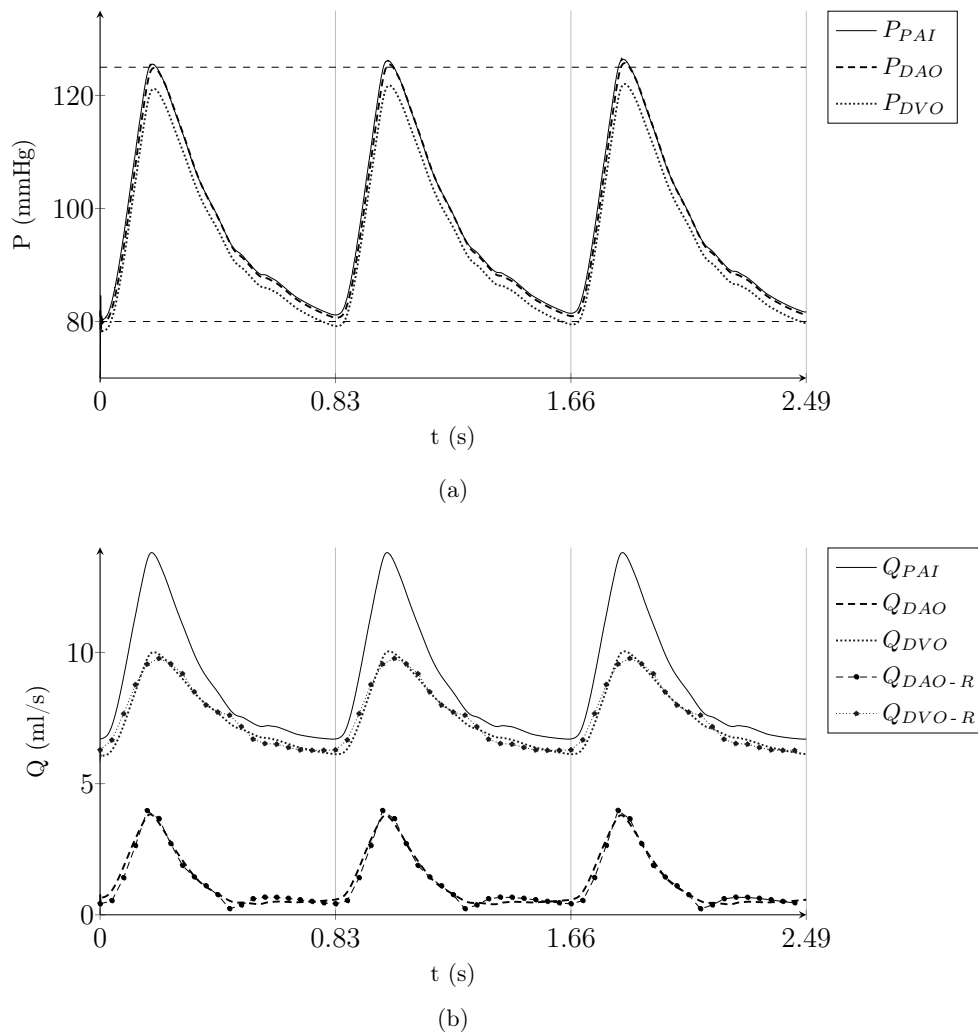 P_PAI
P_DAO
P_DVO
120
100
80
P (mmHg)
0 0.83 1.66 2.49
t (s)
(a)
Q_PAI
Q_DAO
Q_DVO
Q_DAO-R
Q_DVO-R
10
5
0
Q (ml/s)
0 0.83 1.66 2.49
t (s)
(b)